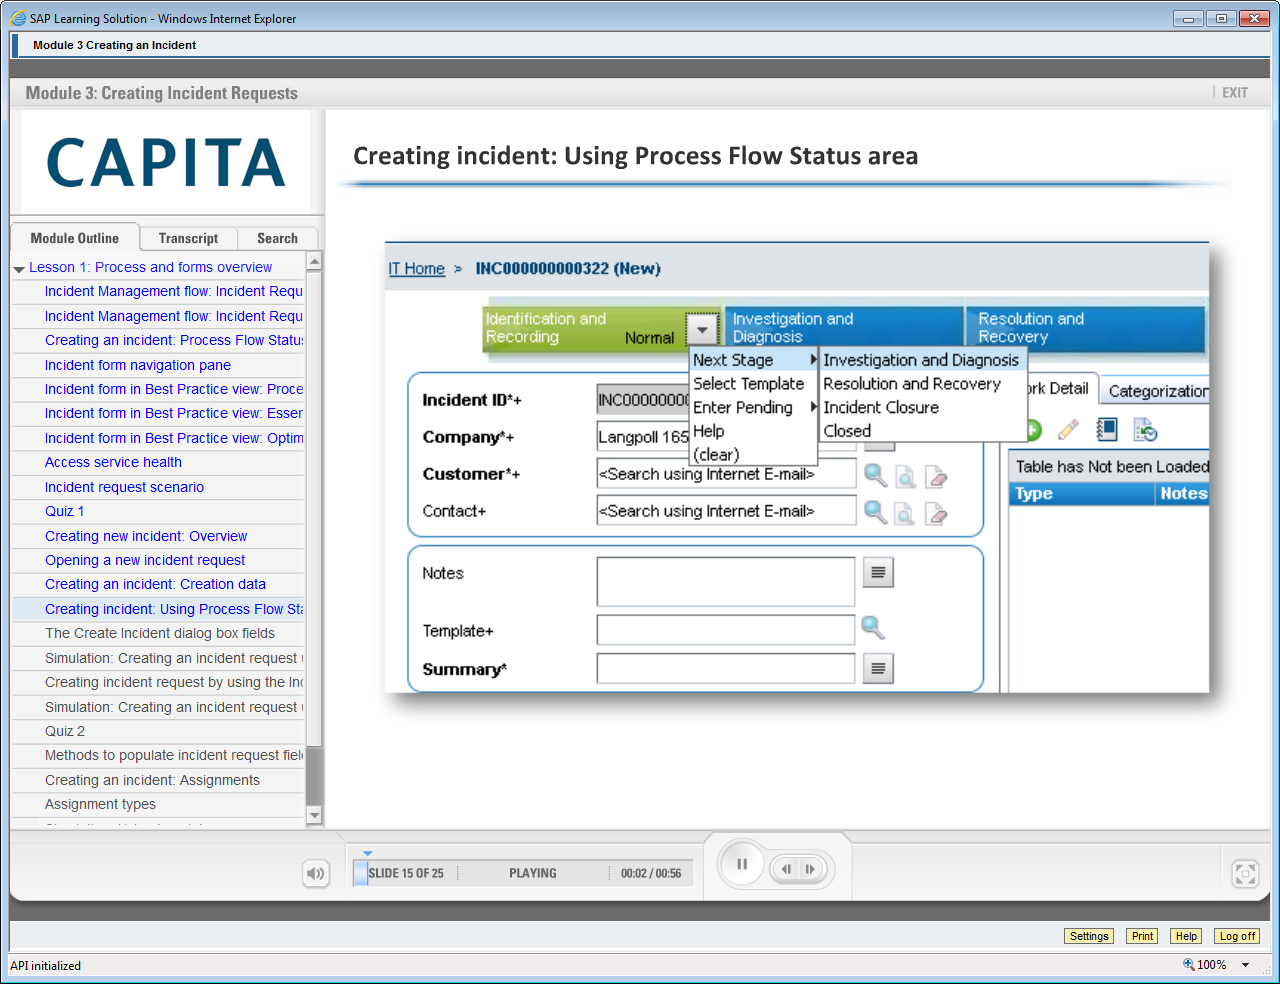 SAP Learning Solution - Windows Internet Explorer
Module 3 Creating an Incident
Module 3: Creating Incident Requests
EXIT
CAPITA
Module Outline
Transcript
Search
Lesson 1: Process and forms overview
Incident Management flow: Incident Requ
Incident Management flow: Incident Requ
Creating an incident: Process Flow Status
Incident form navigation pane
Incident form in Best Practice view: Proce
Incident form in Best Practice view: Esser
Incident form in Best Practice view: Optim
Access service health
Incident request scenario
Quiz 1
Creating new incident: Overview
Opening a new incident request
Creating an incident: Creation data
Creating incident: Using Process Flow Sta
The Create Incident dialog box fields
Simulation: Creating an incident request u
Creating incident request by using the Inc
Simulation: Creating an incident request u
Quiz 2
Methods to populate incident request field
Creating an incident: Assignments
Assignment types
Creating incident: Using Process Flow Status area
IT Home > INC000000000322 (New)
Identification and
Recording
Normal
Investigation and
Diagnosis
Resolution and
Recovery
Next Stage
Select Template
Enter Pending
Help
(clear)
Investigation and Diagnosis
Resolution and Recovery
Incident Closure
Closed
Incident ID*+
INC00000000
Company*+
Langpoll 165
Customer*+
<Search using Internet E-mail>
Contact+
<Search using Internet E-mail>
Notes
Template+
Summary*
ork Detail
Categorization
Table has Not been Loaded
Type
Notes
SLIDE 15 OF 25
PLAYING
00:02 / 00:56
Settings
Print
Help
Log off
API initialized
100%